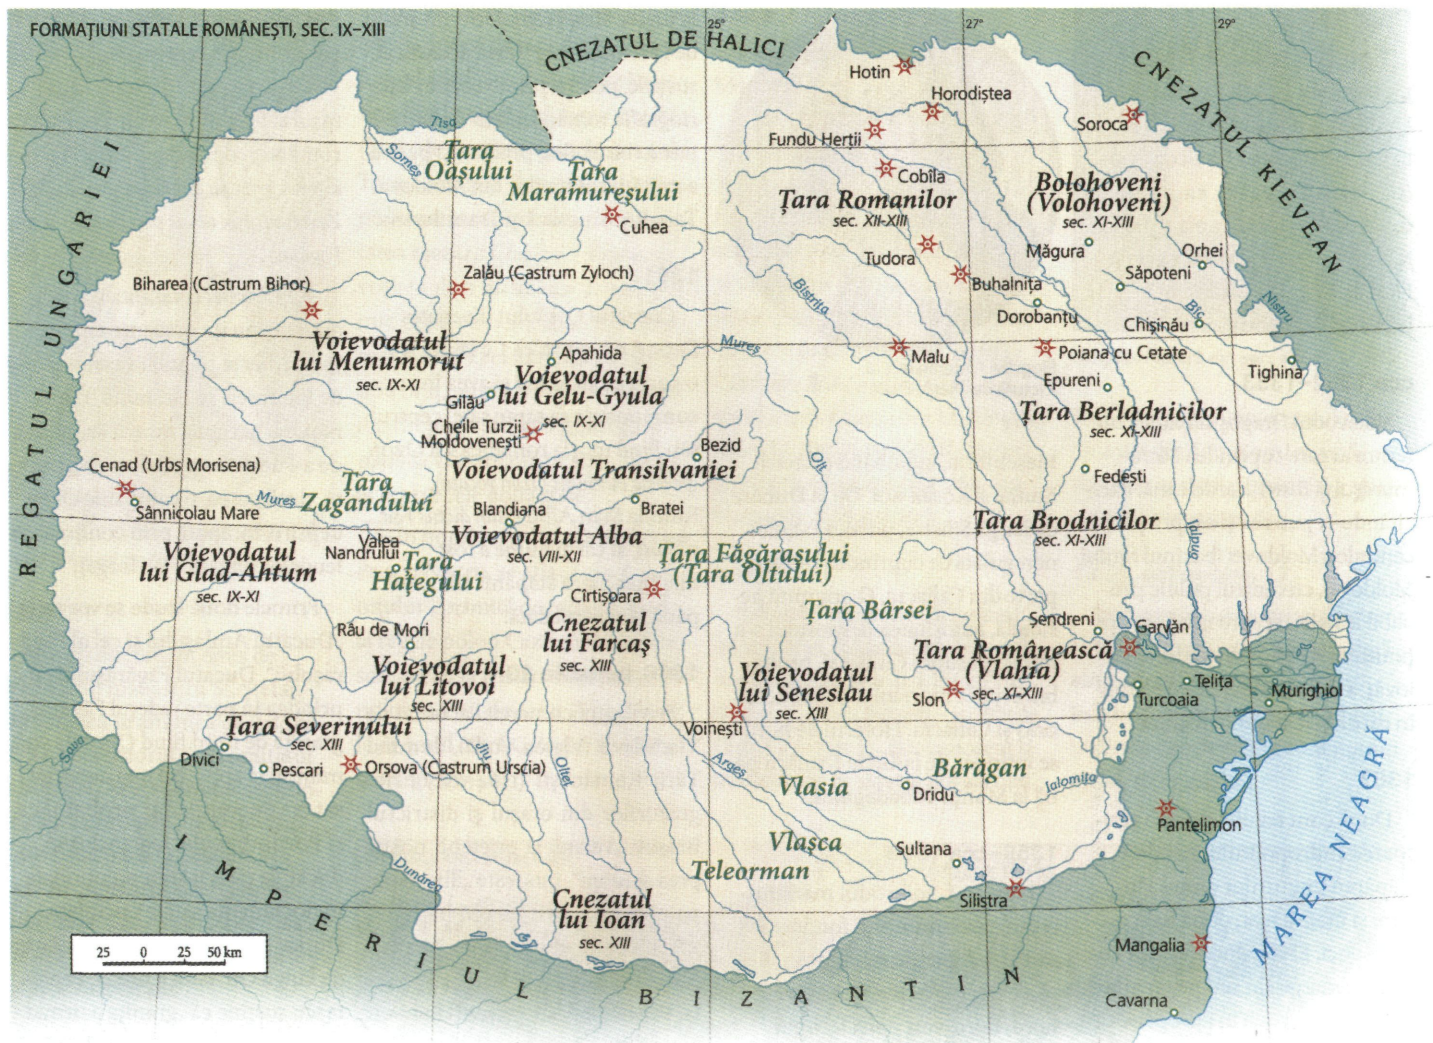 FORMAȚIUNI STATALE ROMÂNEȘTI, SEC. IX–XIII
25°
27°
29°
CNEZATUL DE HALICI
CNEZATUL KIEVEAN
REGATUL UNGARIEI
IMPERIUL BIZANTIN
MAREA NEAGRĂ
Hotin
Horodiștea
Fundu Herții
Soroca
Cobîla
Tisa
Someș
Țara
Oașului
Țara
Maramureșului
Cuhea
Țara Romanilor
sec. XII-XIII
Bolohoveni
(Volohoveni)
sec. XI-XIII
Tudora
Măgura
Orhei
Săpoteni
Buhalnița
Dorobanțu
Chișinău
Bîc
Nistru
Biharea (Castrum Bihor)
Zalău (Castrum Zyloch)
Bistrița
Mureș
Malu
Poiana cu Cetate
Tighina
Epureni
Voievodatul
lui Menumorut
sec. IX-XI
Apahida
Voievodatul
lui Gelu-Gyula
sec. IX-XI
Gilău
Cheile Turzii
Moldovenești
Țara Berladnicilor
sec. XI-XIII
Bezid
Olt
Cenad (Urbs Morisena)
Voievodatul Transilvaniei
Fedești
Țara
Zagandului
Mureș
Sânnicolau Mare
Blandiana
Bratei
Țara Brodnicilor
sec. XI-XIII
Ialpug
Valea
Nandrului
Voievodatul Alba
sec. VIII-XII
Voievodatul
lui Glad-Ahtum
sec. IX-XI
Țara
Hațegului
Țara Făgărașului
(Țara Oltului)
Cîrtișoara
Țara Bârsei
Șendreni
Garvăn
Râu de Mori
Cnezatul
lui Farcaș
sec. XIII
Țara Românească
(Vlahia)
sec. XI-XIII
Slon
Voievodatul
lui Litovoi
sec. XIII
Voievodatul
lui Seneslau
sec. XIII
Voinești
Telița
Turcoaia
Murighiol
Țara Severinului
sec. XIII
Sava
Divici
Pescari
Orșova (Castrum Urscia)
Jiu
Olteț
Argeș
Vlasia
Bărăgan
Ialomița
Dridu
Pantelimon
Vlașca
Teleorman
Sultana
Silistra
Dunărea
Cnezatul
lui Ioan
sec. XIII
Mangalia
Cavarna
25 0 25 50 km